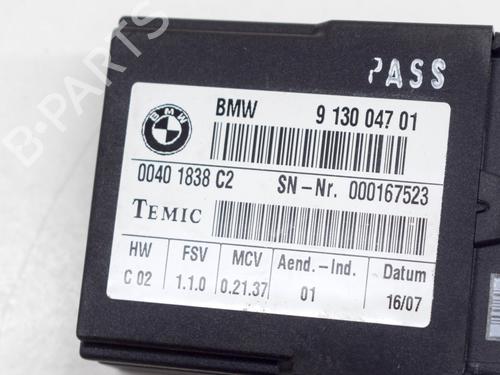 PASS
B-PARTS
BMW
BMW 9 130 047 01
0040 1838 C2 SN-Nr. 000167523
TEMIC
HW FSV MCV Aend.-Ind. Datum
C 02 1.1.0 0.21.37 01 16/07